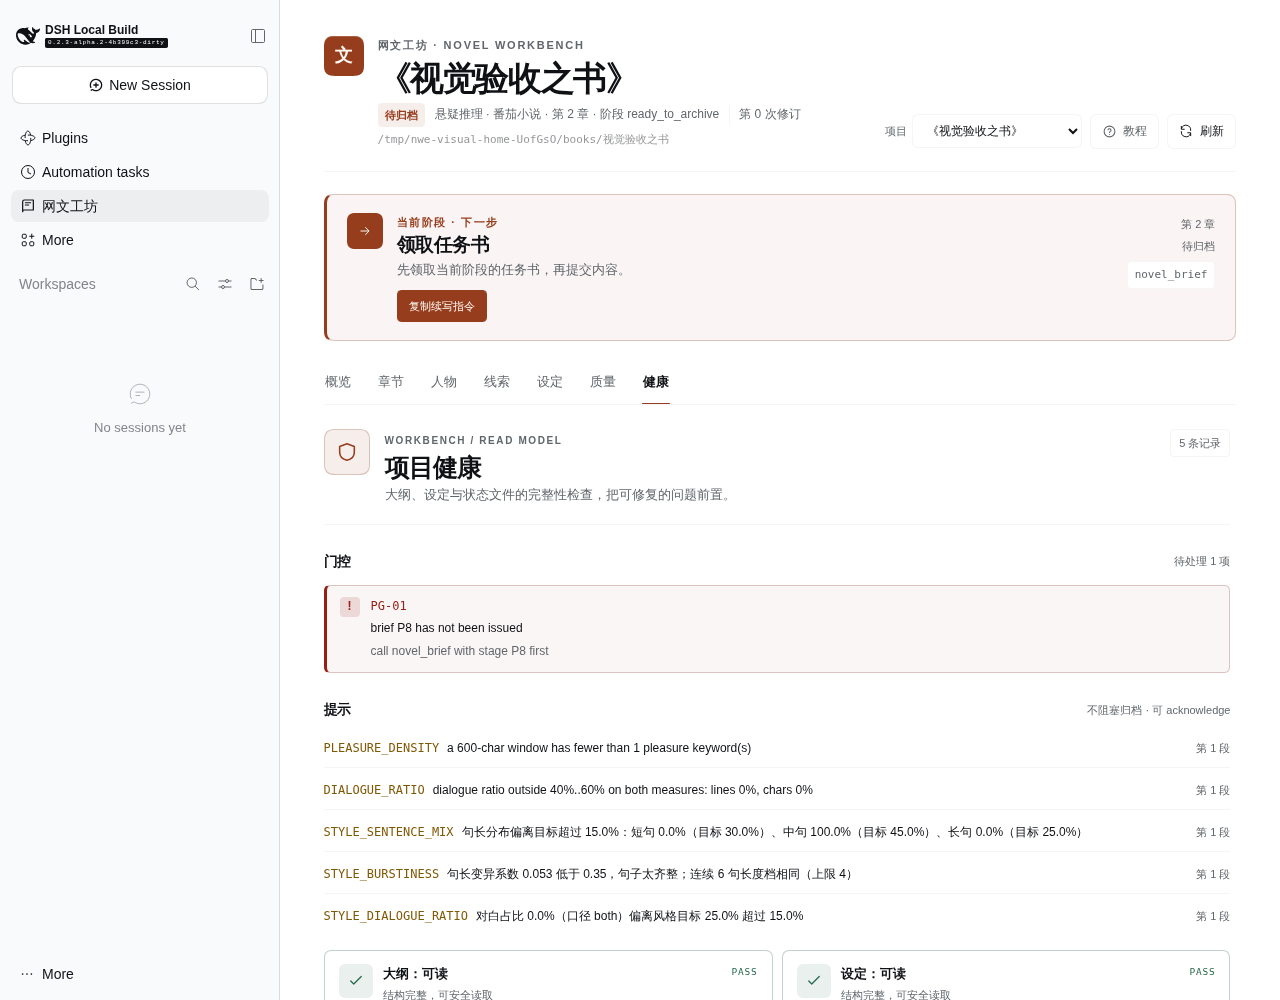 DSH Local Build
0.2.3-alpha.2-4b399c3-dirty
New Session
Plugins
Automation tasks
网文工坊
More
Workspaces
No sessions yet
More
文
网文工坊 · NOVEL WORKBENCH
《视觉验收之书》
待归档 悬疑推理 · 番茄小说 · 第 2 章 · 阶段 ready_to_archive 第 0 次修订
/tmp/nwe-visual-home-UofGsO/books/视觉验收之书
项目 《视觉验收之书》 教程 刷新
当前阶段 · 下一步
领取任务书
先领取当前阶段的任务书，再提交内容。
复制续写指令
第 2 章
待归档
novel_brief
概览 章节 人物 线索 设定 质量 健康
WORKBENCH / READ MODEL
项目健康
大纲、设定与状态文件的完整性检查，把可修复的问题前置。
5 条记录
门控 待处理 1 项
! PG-01
brief P8 has not been issued
call novel_brief with stage P8 first
提示 不阻塞归档 · 可 acknowledge
PLEASURE_DENSITY a 600-char window has fewer than 1 pleasure keyword(s) 第 1 段
DIALOGUE_RATIO dialogue ratio outside 40%..60% on both measures: lines 0%, chars 0% 第 1 段
STYLE_SENTENCE_MIX 句长分布偏离目标超过 15.0%：短句 0.0%（目标 30.0%）、中句 100.0%（目标 45.0%）、长句 0.0%（目标 25.0%） 第 1 段
STYLE_BURSTINESS 句长变异系数 0.053 低于 0.35，句子太齐整；连续 6 句长度档相同（上限 4） 第 1 段
STYLE_DIALOGUE_RATIO 对白占比 0.0%（口径 both）偏离风格目标 25.0% 超过 15.0% 第 1 段
大纲：可读 PASS
结构完整，可安全读取
设定：可读 PASS
结构完整，可安全读取